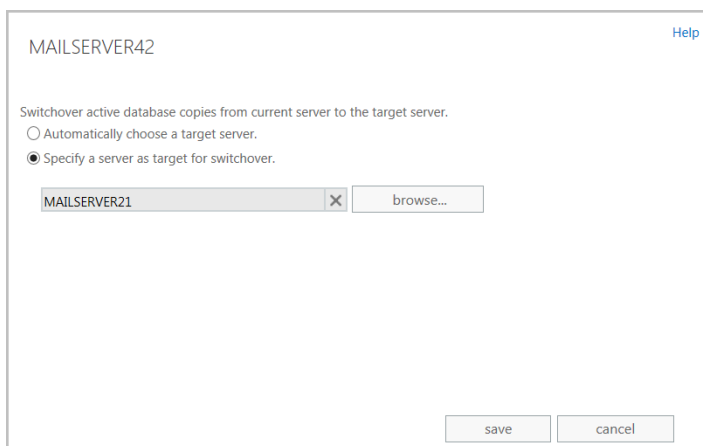 Help
MAILSERVER42
Switchover active database copies from current server to the target server.
Automatically choose a target server.
Specify a server as target for switchover.
MAILSERVER21 browse...
save cancel